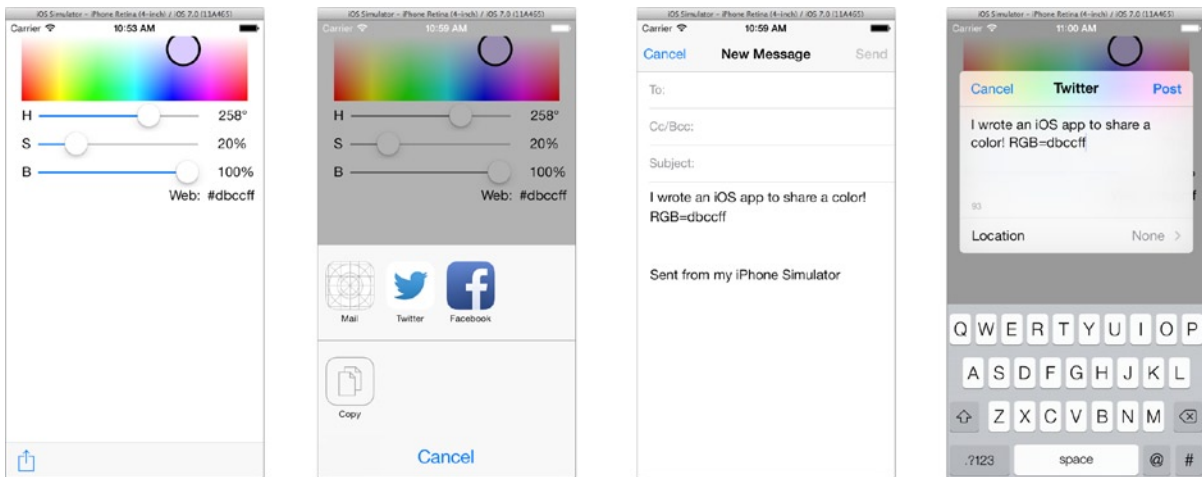 iOS Simulator - iPhone Retina (4-inch) / iOS 7.0 (11A465)
Carrier 10:53 AM
H 258°
S 20%
B 100%
Web: #dbccff
iOS Simulator - iPhone Retina (4-inch) / iOS 7.0 (11A465)
Carrier 10:59 AM
H 258°
S 20%
B 100%
Web: #dbccff
Mail Twitter Facebook
Copy
Cancel
iOS Simulator - iPhone Retina (4-inch) / iOS 7.0 (11A465)
Carrier 10:59 AM
Cancel New Message Send
To:
Cc/Bcc:
Subject:
I wrote an iOS app to share a color!
RGB=dbccff
Sent from my iPhone Simulator
iOS Simulator - iPhone Retina (4-inch) / iOS 7.0 (11A465)
Carrier 11:00 AM
Cancel Twitter Post
I wrote an iOS app to share a
color! RGB=dbccff
93
Location None >
Q W E R T Y U I O P
A S D F G H J K L
Z X C V B N M
.?123 space @ #